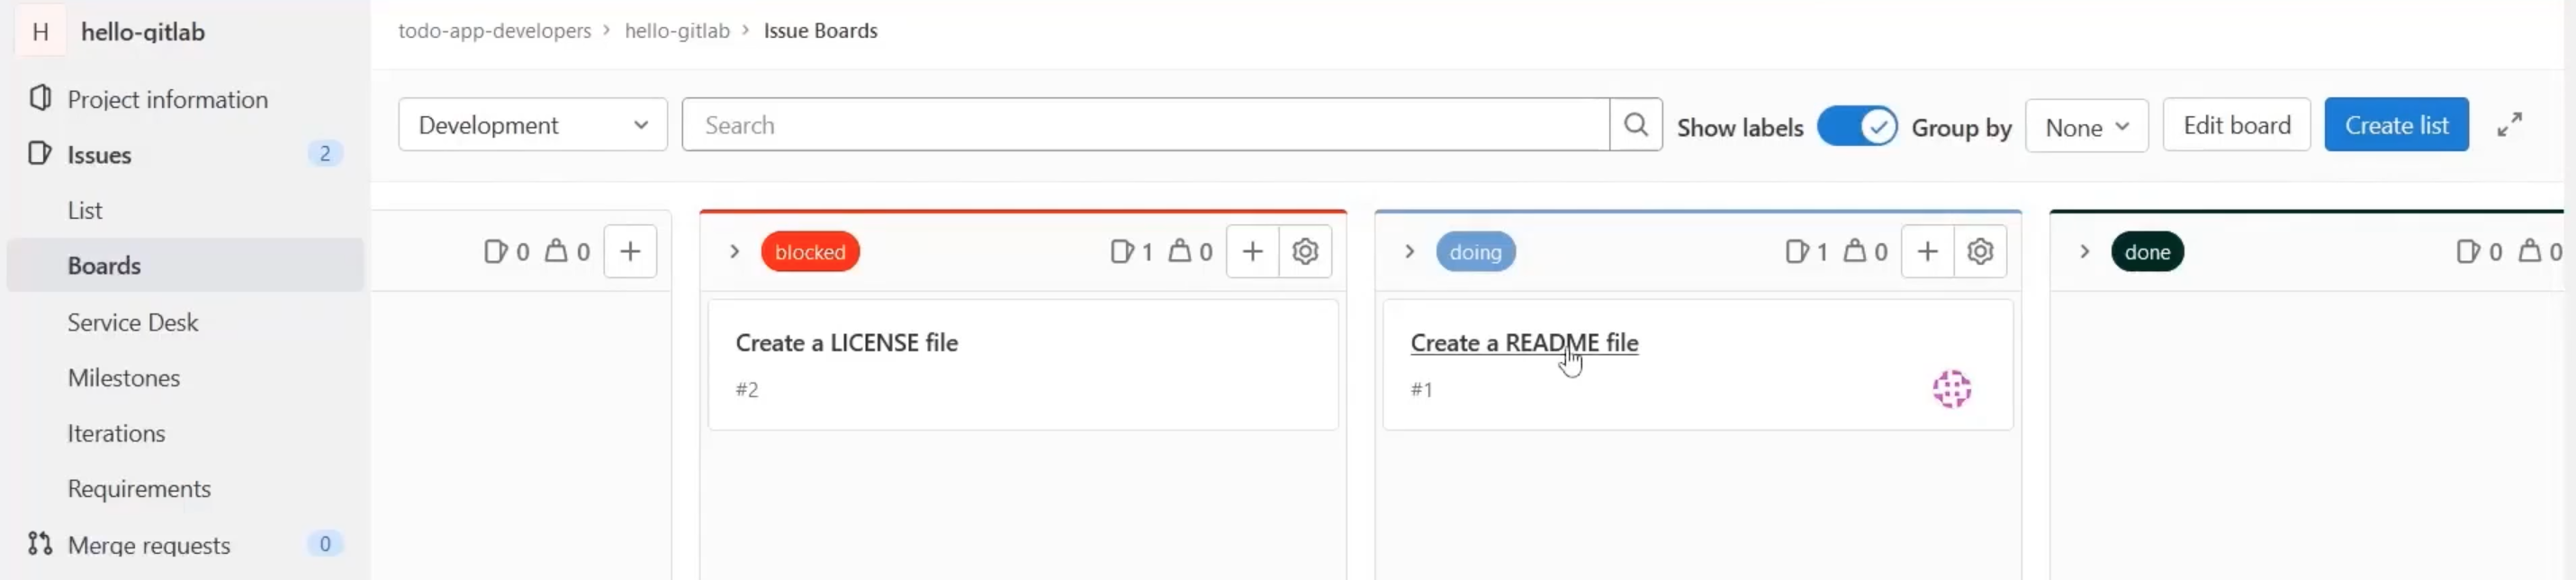 H hello-gitlab
Project information
Issues 2
List
Boards
Service Desk
Milestones
Iterations
Requirements
Merge requests 0
todo-app-developers > hello-gitlab > Issue Boards
Development
Search
Show labels
Group by
None
Edit board
Create list
0 0 +
> blocked 1 0 +
Create a LICENSE file
#2
> doing 1 0 +
Create a README file
#1
> done 0 0